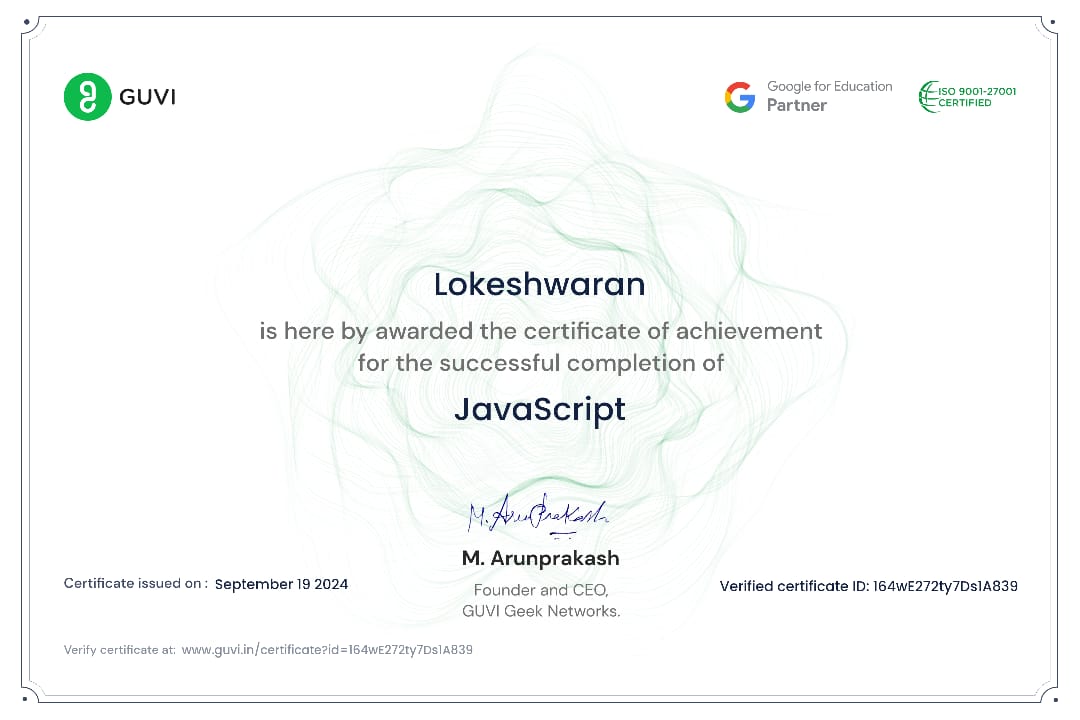 GUVI
Google for Education
Partner
ISO 9001-27001
CERTIFIED
Lokeshwaran
is here by awarded the certificate of achievement
for the successful completion of
JavaScript
M. Arunprakash
M. Arunprakash
Founder and CEO,
GUVI Geek Networks.
Certificate issued on : September 19 2024
Verified certificate ID: 164wE272ty7Ds1A839
Verify certificate at: www.guvi.in/certificate?id=164wE272ty7Ds1A839